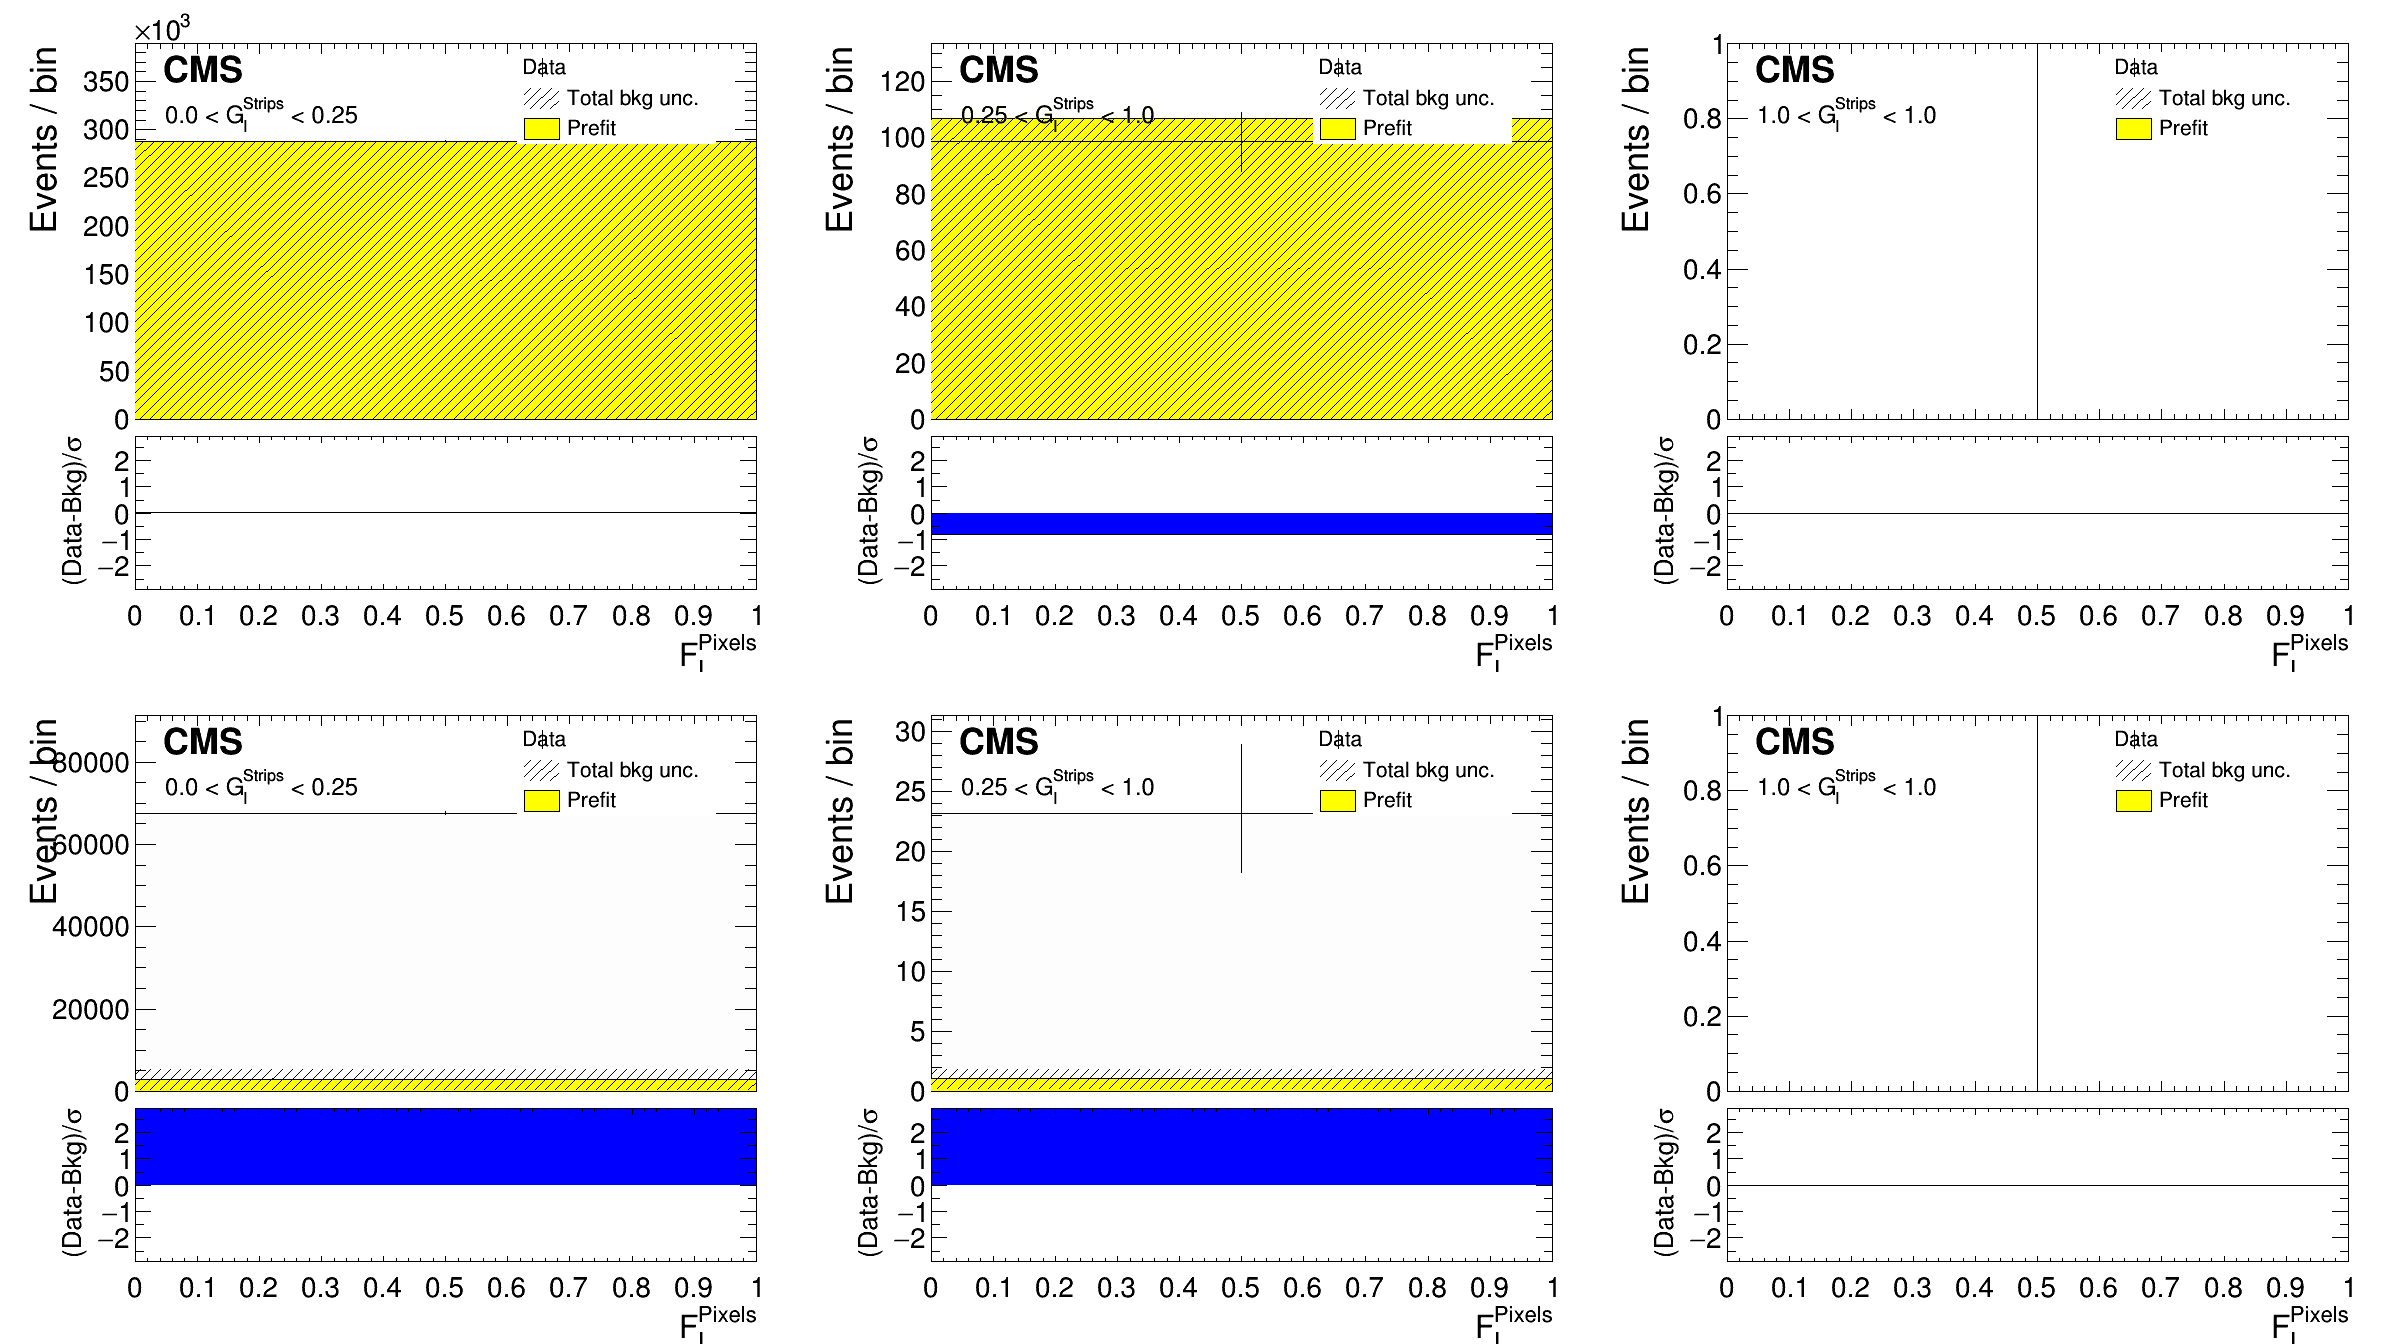 ×10³
Events / bin
CMS
0.0 < G_l^Strips < 0.25
Data
Total bkg unc.
Prefit
350
300
250
200
150
100
50
0
(Data-Bkg)/σ
2
1
0
−1
−2
0 0.1 0.2 0.3 0.4 0.5 0.6 0.7 0.8 0.9 1
F_l^Pixels
Events / bin
CMS
0.25 < G_l^Strips < 1.0
Data
Total bkg unc.
Prefit
120
100
80
60
40
20
0
(Data-Bkg)/σ
2
1
0
−1
−2
0 0.1 0.2 0.3 0.4 0.5 0.6 0.7 0.8 0.9 1
F_l^Pixels
Events / bin
CMS
1.0 < G_l^Strips < 1.0
Data
Total bkg unc.
Prefit
1
0.8
0.6
0.4
0.2
0
(Data-Bkg)/σ
2
1
0
−1
−2
0 0.1 0.2 0.3 0.4 0.5 0.6 0.7 0.8 0.9 1
F_l^Pixels
Events / bin
CMS
0.0 < G_l^Strips < 0.25
Data
Total bkg unc.
Prefit
80000
60000
40000
20000
0
(Data-Bkg)/σ
2
1
0
−1
−2
0 0.1 0.2 0.3 0.4 0.5 0.6 0.7 0.8 0.9 1
F_l^Pixels
Events / bin
CMS
0.25 < G_l^Strips < 1.0
Data
Total bkg unc.
Prefit
30
25
20
15
10
5
0
(Data-Bkg)/σ
2
1
0
−1
−2
0 0.1 0.2 0.3 0.4 0.5 0.6 0.7 0.8 0.9 1
F_l^Pixels
Events / bin
CMS
1.0 < G_l^Strips < 1.0
Data
Total bkg unc.
Prefit
1
0.8
0.6
0.4
0.2
0
(Data-Bkg)/σ
2
1
0
−1
−2
0 0.1 0.2 0.3 0.4 0.5 0.6 0.7 0.8 0.9 1
F_l^Pixels